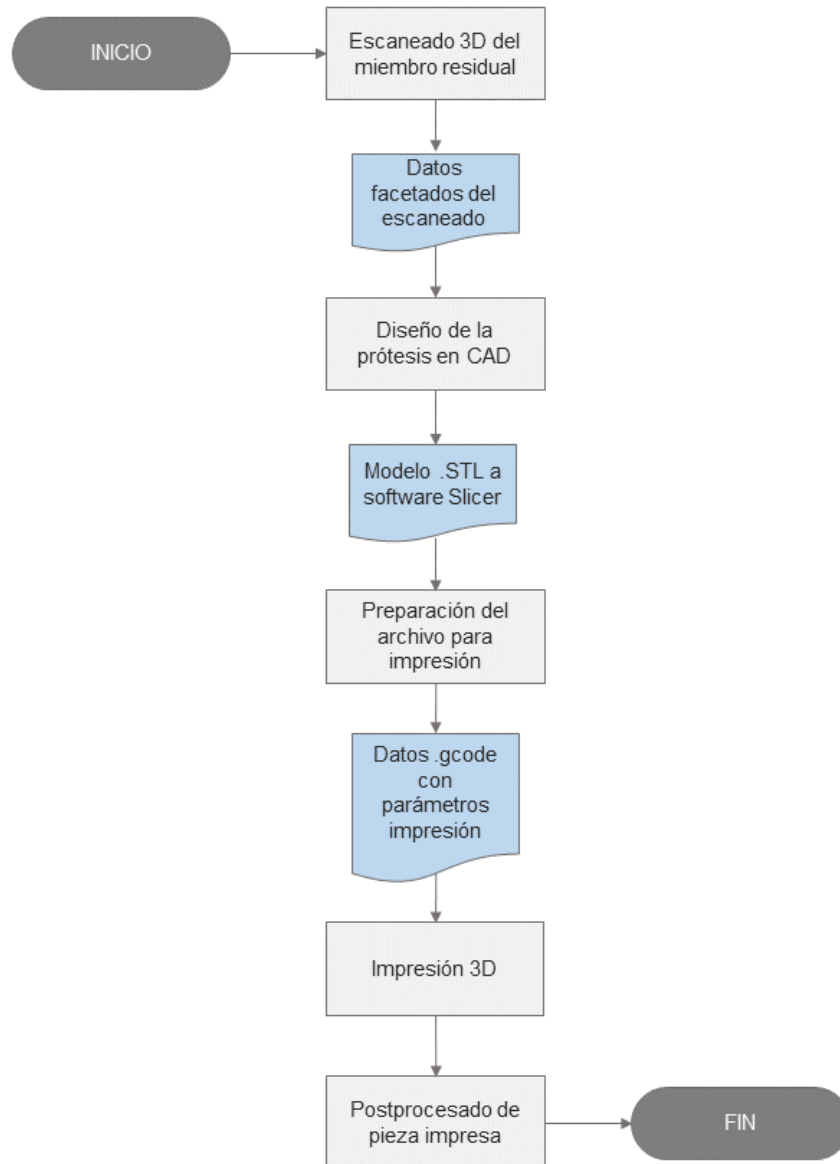 INICIO
Escaneado 3D del
miembro residual
Datos
facetados del
escaneado
Diseño de la
prótesis en CAD
Modelo .STL a
software Slicer
Preparación del
archivo para
impresión
Datos .gcode
con
parámetros
impresión
Impresión 3D
Postprocesado de
pieza impresa
FIN